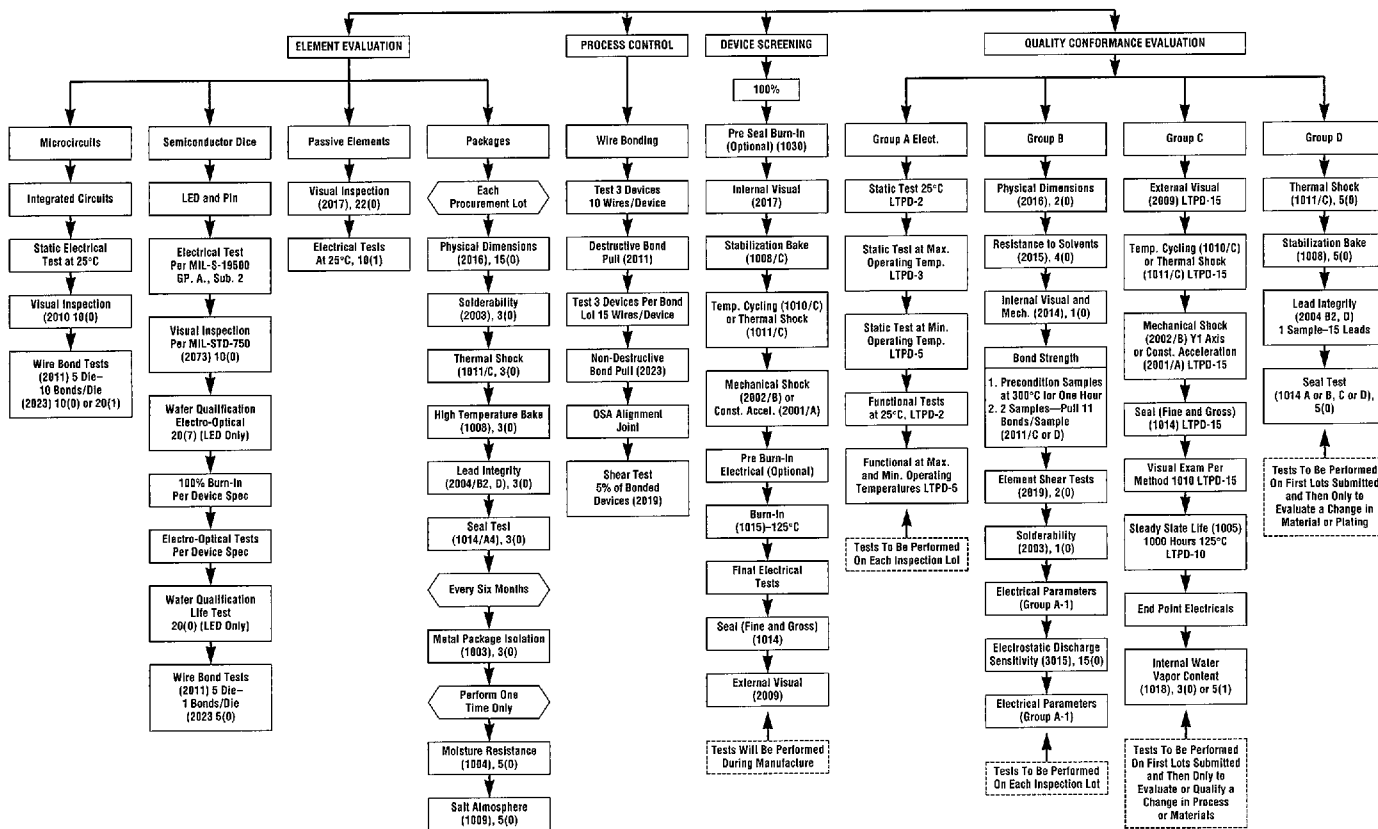 ELEMENT EVALUATION
PROCESS CONTROL
DEVICE SCREENING
QUALITY CONFORMANCE EVALUATION
Microcircuits
Integrated Circuits
Static Electrical
Test at 25°C
Visual Inspection
(2010 10(0)
Wire Bond Tests
(2011) 5 Die–
10 Bonds/Die
(2023) 10(0) or 20(1)
Semiconductor Dice
LED and Pin
Electrical Test
Per MIL-S-19500
GP. A., Sub. 2
Visual Inspection
Per MIL-STD-750
(2073) 10(0)
Wafer Qualification
Electro-Optical
20(7) (LED Only)
100% Burn-In
Per Device Spec
Electro-Optical Tests
Per Device Spec
Wafer Qualification
Life Test
20(0) (LED Only)
Wire Bond Tests
(2011) 5 Die–
1 Bonds/Die
(2023 5(0)
Passive Elements
Visual Inspection
(2017), 22(0)
Electrical Tests
At 25°C, 10(1)
Packages
Each
Procurement Lot
Physical Dimensions
(2016), 15(0)
Solderability
(2003), 3(0)
Thermal Shock
(1011/C, 3(0)
High Temperature Bake
(1008), 3(0)
Lead Integrity
(2004/B2, D), 3(0)
Seal Test
(1014/A4), 3(0)
Every Six Months
Metal Package Isolation
(1003), 3(0)
Perform One
Time Only
Moisture Resistance
(1004), 5(0)
Salt Atmosphere
(1009), 5(0)
Wire Bonding
Test 3 Devices
10 Wires/Device
Destructive Bond
Pull (2011)
Test 3 Devices Per Bond
Lot 15 Wires/Device
Non-Destructive
Bond Pull (2023)
OSA Alignment
Joint
Shear Test
5% of Bonded
Devices (2019)
100%
Pre Seal Burn-In
(Optional) (1030)
Internal Visual
(2017)
Stabilization Bake
(1008/C)
Temp. Cycling (1010/C)
or Thermal Shock
(1011/C)
Mechanical Shock
(2002/B) or
Const. Accel. (2001/A)
Pre Burn-In
Electrical (Optional)
Burn-In
(1015)–125°C
Final Electrical
Tests
Seal (Fine and Gross)
(1014)
External Visual
(2009)
Tests Will Be Performed
During Manufacture
Group A Elect.
Static Test 25°C
LTPD-2
Static Test at Max.
Operating Temp.
LTPD-3
Static Test at Min.
Operating Temp.
LTPD-5
Functional Tests
at 25°C, LTPD-2
Functional at Max.
and Min. Operating
Temperatures LTPD-5
Tests To Be Performed
On Each Inspection Lot
Group B
Physical Dimensions
(2016), 2(0)
Resistance to Solvents
(2015). 4(0)
Internal Visual and
Mech. (2014), 1(0)
Bond Strength
1. Precondition Samples
at 300°C for One Hour
2. 2 Samples—Pull 11
Bonds/Sample
(2011/C or D)
Element Shear Tests
(2019), 2(0)
Solderability
(2003), 1(0)
Electrical Parameters
(Group A-1)
Electrostatic Discharge
Sensitivity (3015), 15(0)
Electrical Parameters
(Group A-1)
Tests To Be Performed
On Each Inspection Lot
Group C
External Visual
(2009) LTPD-15
Temp. Cycling (1010/C)
or Thermal Shock
(1011/C) LTPD-15
Mechanical Shock
(2002/B) Y1 Axis
or Const. Acceleration
(2001/A) LTPD-15
Seal (Fine and Gross)
(1014) LTPD-15
Visual Exam Per
Method 1010 LTPD-15
Steady State Life (1005)
1000 Hours 125°C
LTPD-10
End Point Electricals
Internal Water
Vapor Content
(1018), 3(0) or 5(1)
Tests To Be Performed
On First Lots Submitted
and Then Only to
Evaluate or Qualify a
Change in Process
or Materials
Group D
Thermal Shock
(1011/C), 5(0)
Stabilization Bake
(1008), 5(0)
Lead Integrity
(2004 B2, D)
1 Sample–15 Leads
Seal Test
(1014 A or B, C or D),
5(0)
Tests To Be Performed
On First Lots Submitted
and Then Only to
Evaluate a Change in
Material or Plating